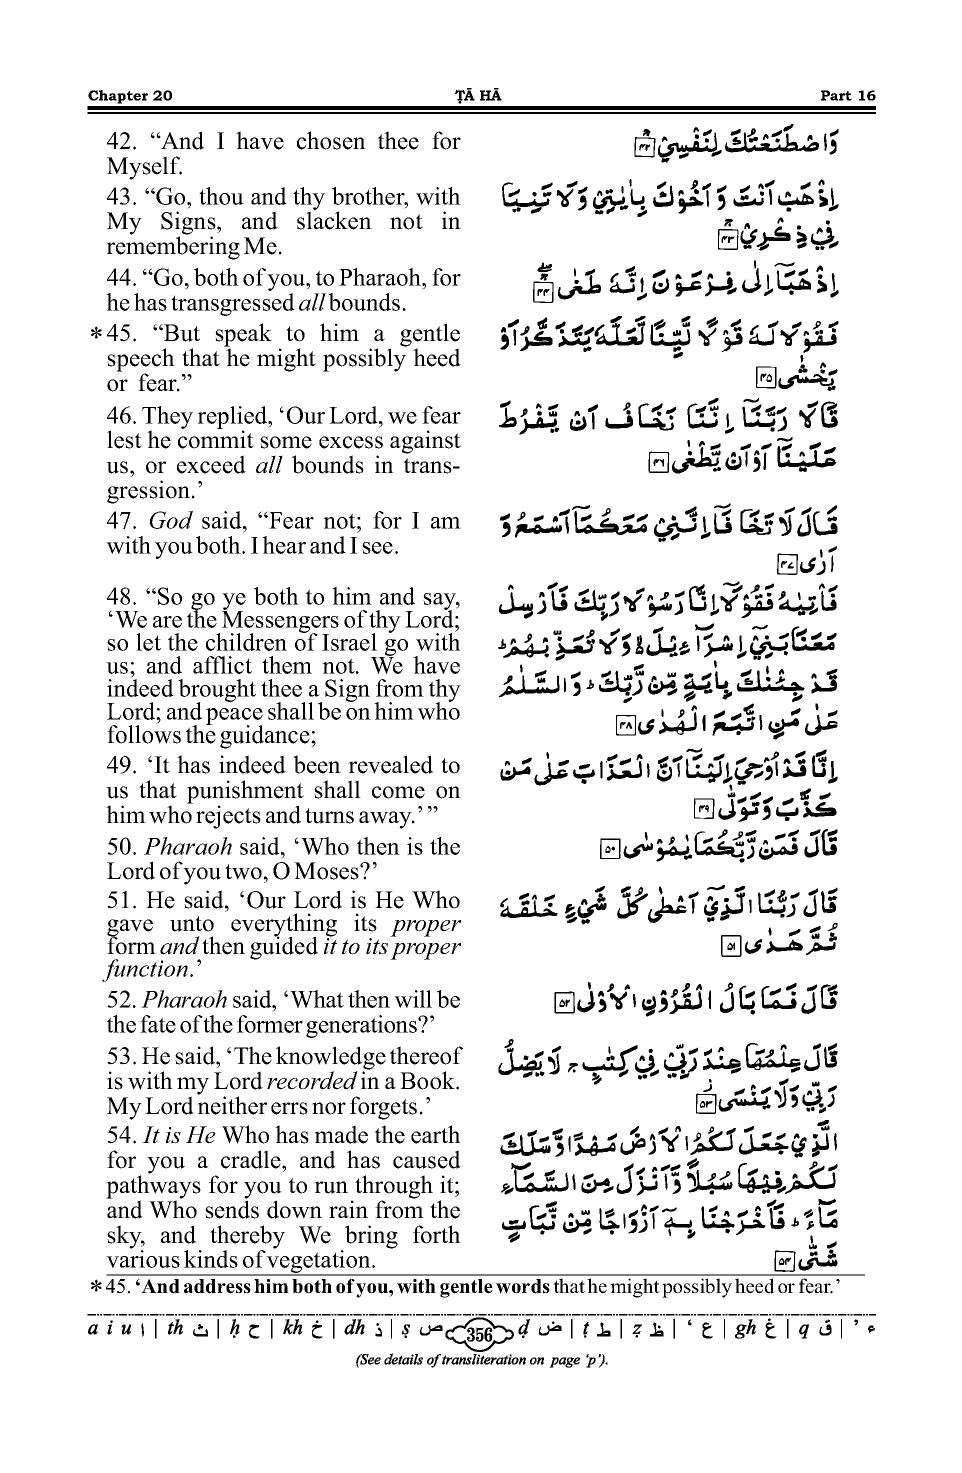 Chapter 20 ṬĀ HĀ Part 16
42. “And I have chosen thee for
Myself.
43. “Go, thou and thy brother, with
My Signs, and slacken not in
remembering Me.
44. “Go, both of you, to Pharaoh, for
he has transgressed all bounds.
*45. “But speak to him a gentle
speech that he might possibly heed
or fear.”
46. They replied, ‘Our Lord, we fear
lest he commit some excess against
us, or exceed all bounds in trans-
gression.’
47. God said, “Fear not; for I am
with you both. I hear and I see.
48. “So go ye both to him and say,
‘We are the Messengers of thy Lord;
so let the children of Israel go with
us; and afflict them not. We have
indeed brought thee a Sign from thy
Lord; and peace shall be on him who
follows the guidance;
49. ‘It has indeed been revealed to
us that punishment shall come on
him who rejects and turns away.’ ”
50. Pharaoh said, ‘Who then is the
Lord of you two, O Moses?’
51. He said, ‘Our Lord is He Who
gave unto everything its proper
form and then guided it to its proper
function.’
52. Pharaoh said, ‘What then will be
the fate of the former generations?’
53. He said, ‘The knowledge thereof
is with my Lord recorded in a Book.
My Lord neither errs nor forgets.’
54. It is He Who has made the earth
for you a cradle, and has caused
pathways for you to run through it;
and Who sends down rain from the
sky, and thereby We bring forth
various kinds of vegetation.
وَاصْطَنَعْتُكَ لِنَفْسِيْ ۚ ۴۲
اِذْهَبْ اَنْتَ وَ اَخُوْكَ بِاٰيٰتِيْ وَلَا تَنِيَا
فِيْ ذِكْرِيْ ۚ ۴۳
اِذْهَبَاۤ اِلٰى فِرْعَوْنَ اِنَّهٗ طَغٰى ۴۴
فَقُوْلَا لَهٗ قَوْلًا لَّيِّنًا لَّعَلَّهٗ يَتَذَكَّرُ اَوْ
يَخْشٰى ۴۵
قَالَا رَبَّنَاۤ اِنَّنَا نَخَافُ اَنْ يَّفْرُطَ
عَلَيْنَاۤ اَوْ اَنْ يَّطْغٰى ۴۶
قَالَ لَا تَخَافَاۤ اِنَّنِيْ مَعَكُمَاۤ اَسْمَعُ وَ
اَرٰى ۴۷
فَاْتِيٰهُ فَقُوْلَاۤ اِنَّا رَسُوْلَا رَبِّكَ فَاَرْسِلْ
مَعَنَا بَنِيْۤ اِسْرَآءِيْلَ ۙ وَلَا تُعَذِّبْهُمْ ؕ
قَدْ جِئْنٰكَ بِاٰيَةٍ مِّنْ رَّبِّكَ ؕ وَالسَّلٰمُ
عَلٰى مَنِ اتَّبَعَ الْهُدٰى ۴۸
اِنَّا قَدْ اُوْحِيَ اِلَيْنَاۤ اَنَّ الْعَذَابَ عَلٰى مَنْ
كَذَّبَ وَتَوَلّٰى ۴۹
قَالَ فَمَنْ رَّبُّكُمَا يٰمُوْسٰى ۵۰
قَالَ رَبُّنَا الَّذِيْۤ اَعْطٰى كُلَّ شَيْءٍ خَلْقَهٗ
ثُمَّ هَدٰى ۵۱
قَالَ فَمَا بَالُ الْقُرُوْنِ الْاُوْلٰى ۵۲
قَالَ عِلْمُهَا عِنْدَ رَبِّيْ فِيْ كِتٰبٍ ۚ لَا يَضِلُّ
رَبِّيْ وَلَا يَنْسَى ۵۳
الَّذِيْ جَعَلَ لَكُمُ الْاَرْضَ مَهْدًا وَّسَلَكَ
لَكُمْ فِيْهَا سُبُلًا وَّاَنْزَلَ مِنَ السَّمَآءِ
مَآءً ؕ فَاَخْرَجْنَا بِهٖۤ اَزْوَاجًا مِّنْ نَّبَاتٍ
شَتّٰى ۵۴
*45. ‘And address him both of you, with gentle words that he might possibly heed or fear.’
a i u ا | th ث | ḥ ح | kh خ | dh ذ | ṣ ص 356 ḍ ض | ṭ ط | ẓ ظ | ‘ ع | gh غ | q ق | ’ ء
(See details of transliteration on page ‘p’).